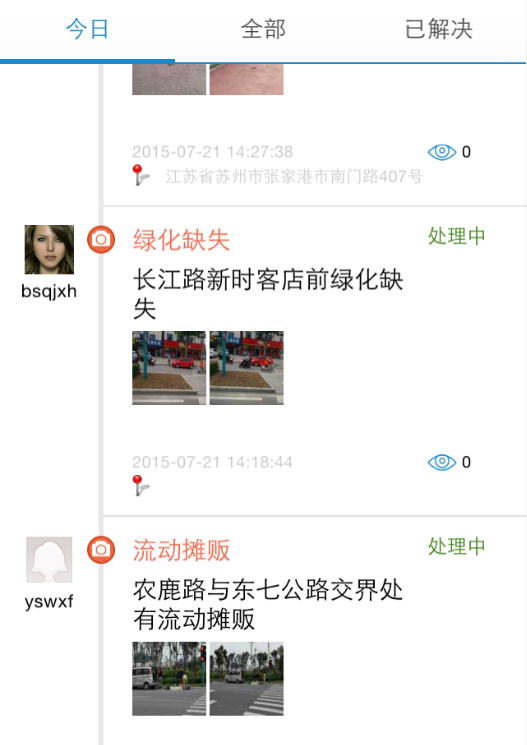 今日 全部 已解决
2015-07-21 14:27:38 0
江苏省苏州市张家港市南门路407号
绿化缺失 处理中
长江路新时客店前绿化缺
失
bsqjxh
2015-07-21 14:18:44 0
流动摊贩 处理中
农鹿路与东七公路交界处
有流动摊贩
yswxf